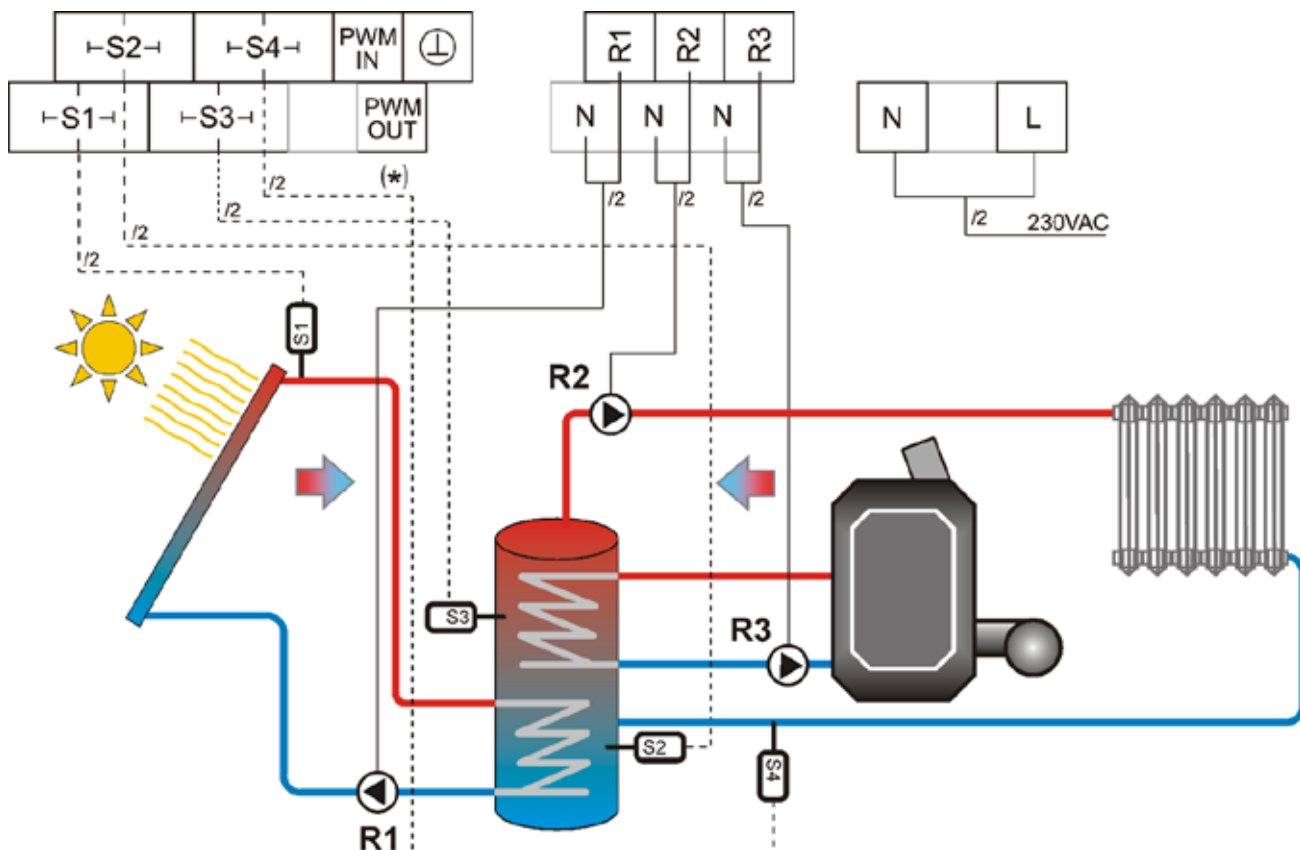 S2 S4 PWM IN
S1 S3 PWM OUT
R1 R2 R3
N N N
N L
(*)
/2 /2 /2 /2
/2 /2 /2
/2 230VAC
S1
R2
S3
R3
S2
S4
R1